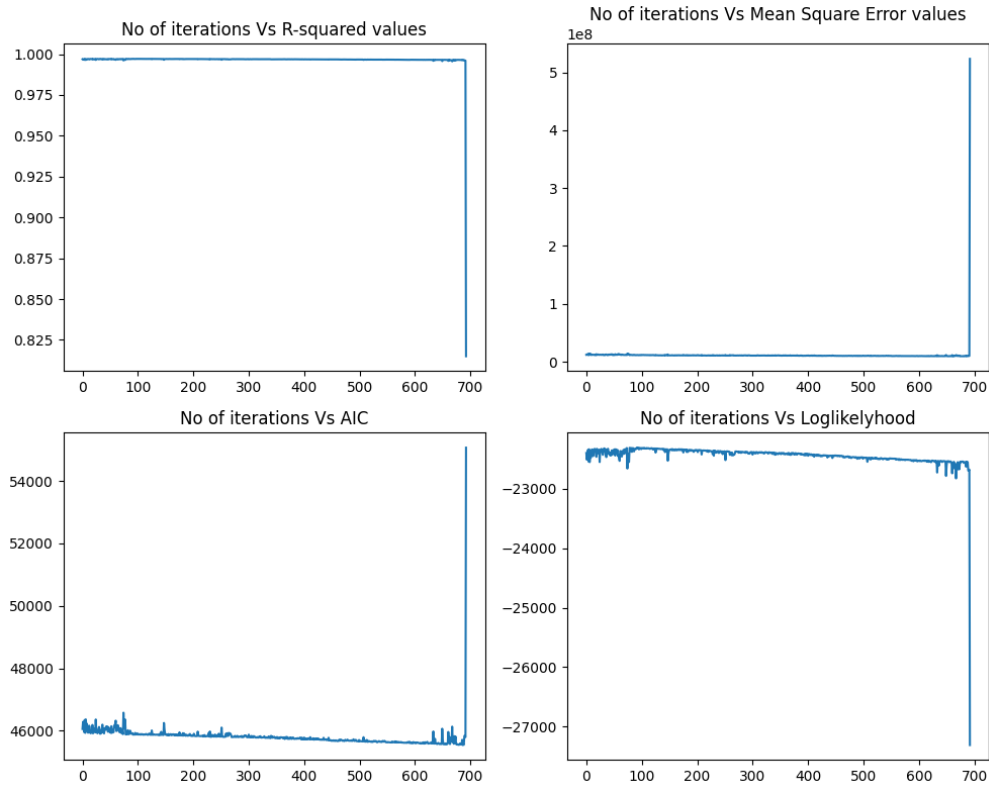 No of iterations Vs R-squared values
1.000
0.975
0.950
0.925
0.900
0.875
0.850
0.825
0 100 200 300 400 500 600 700
No of iterations Vs Mean Square Error values
1e8
5
4
3
2
1
0
0 100 200 300 400 500 600 700
No of iterations Vs AIC
54000
52000
50000
48000
46000
0 100 200 300 400 500 600 700
No of iterations Vs Loglikelyhood
−23000
−24000
−25000
−26000
−27000
0 100 200 300 400 500 600 700